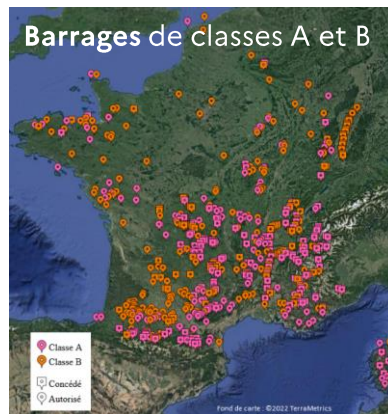 Barrages de classes A et B
Classe A
Classe B
Concédé
Autorisé
Fond de carte : ©2022 TerraMetrics